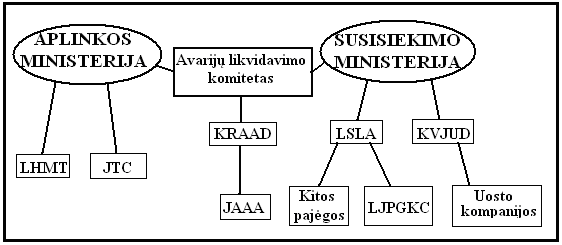 APLINKOS
MINISTERIJA
Avarijų likvidavimo
komitetas
SUSISIEKIMO
MINISTERIJA
KRAAD
LSLA
KVJUD
LHMT
JTC
JAAA
Kitos
pajėgos
LJPGKC
Uosto
kompanijos